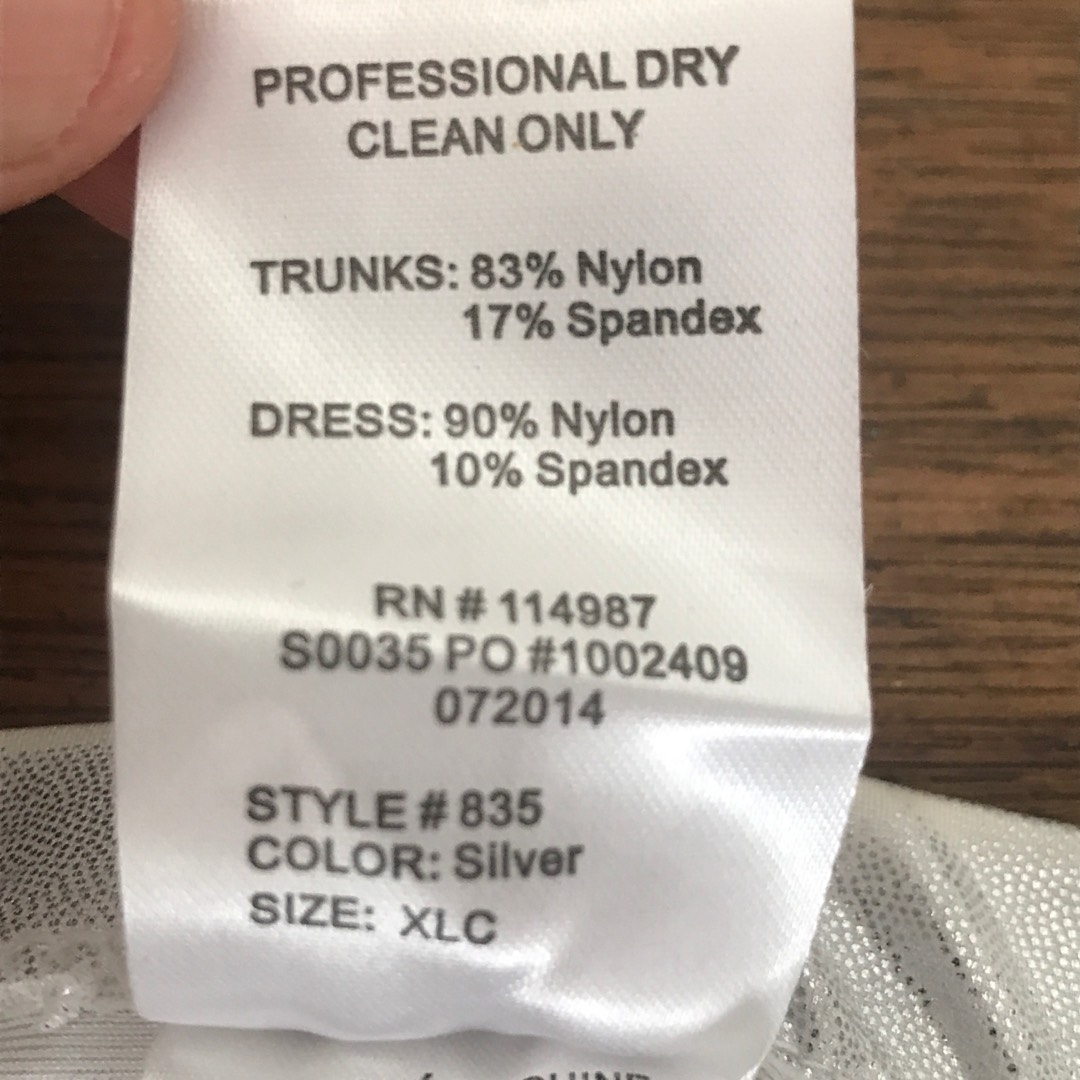 PROFESSIONAL DRY
CLEAN ONLY
TRUNKS: 83% Nylon
17% Spandex
DRESS: 90% Nylon
10% Spandex
RN # 114987
S0035 PO #1002409
072014
STYLE # 835
COLOR: Silver
SIZE: XLC